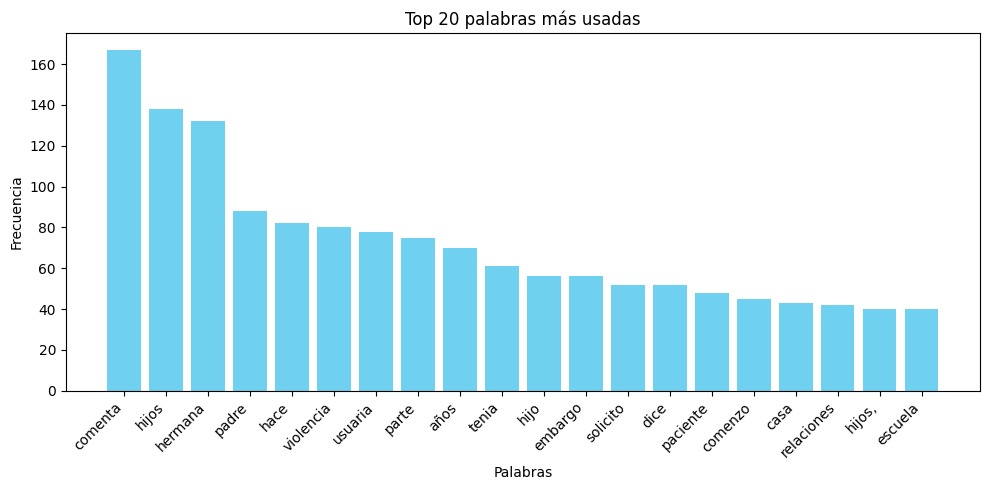 Top 20 palabras más usadas
Frecuencia
160
140
120
100
80
60
40
20
0
comenta
hijos
hermana
padre
hace
violencia
usuaria
parte
años
tenia
hijo
embargo
solicito
dice
paciente
comenzo
casa
relaciones
hijos,
escuela
Palabras